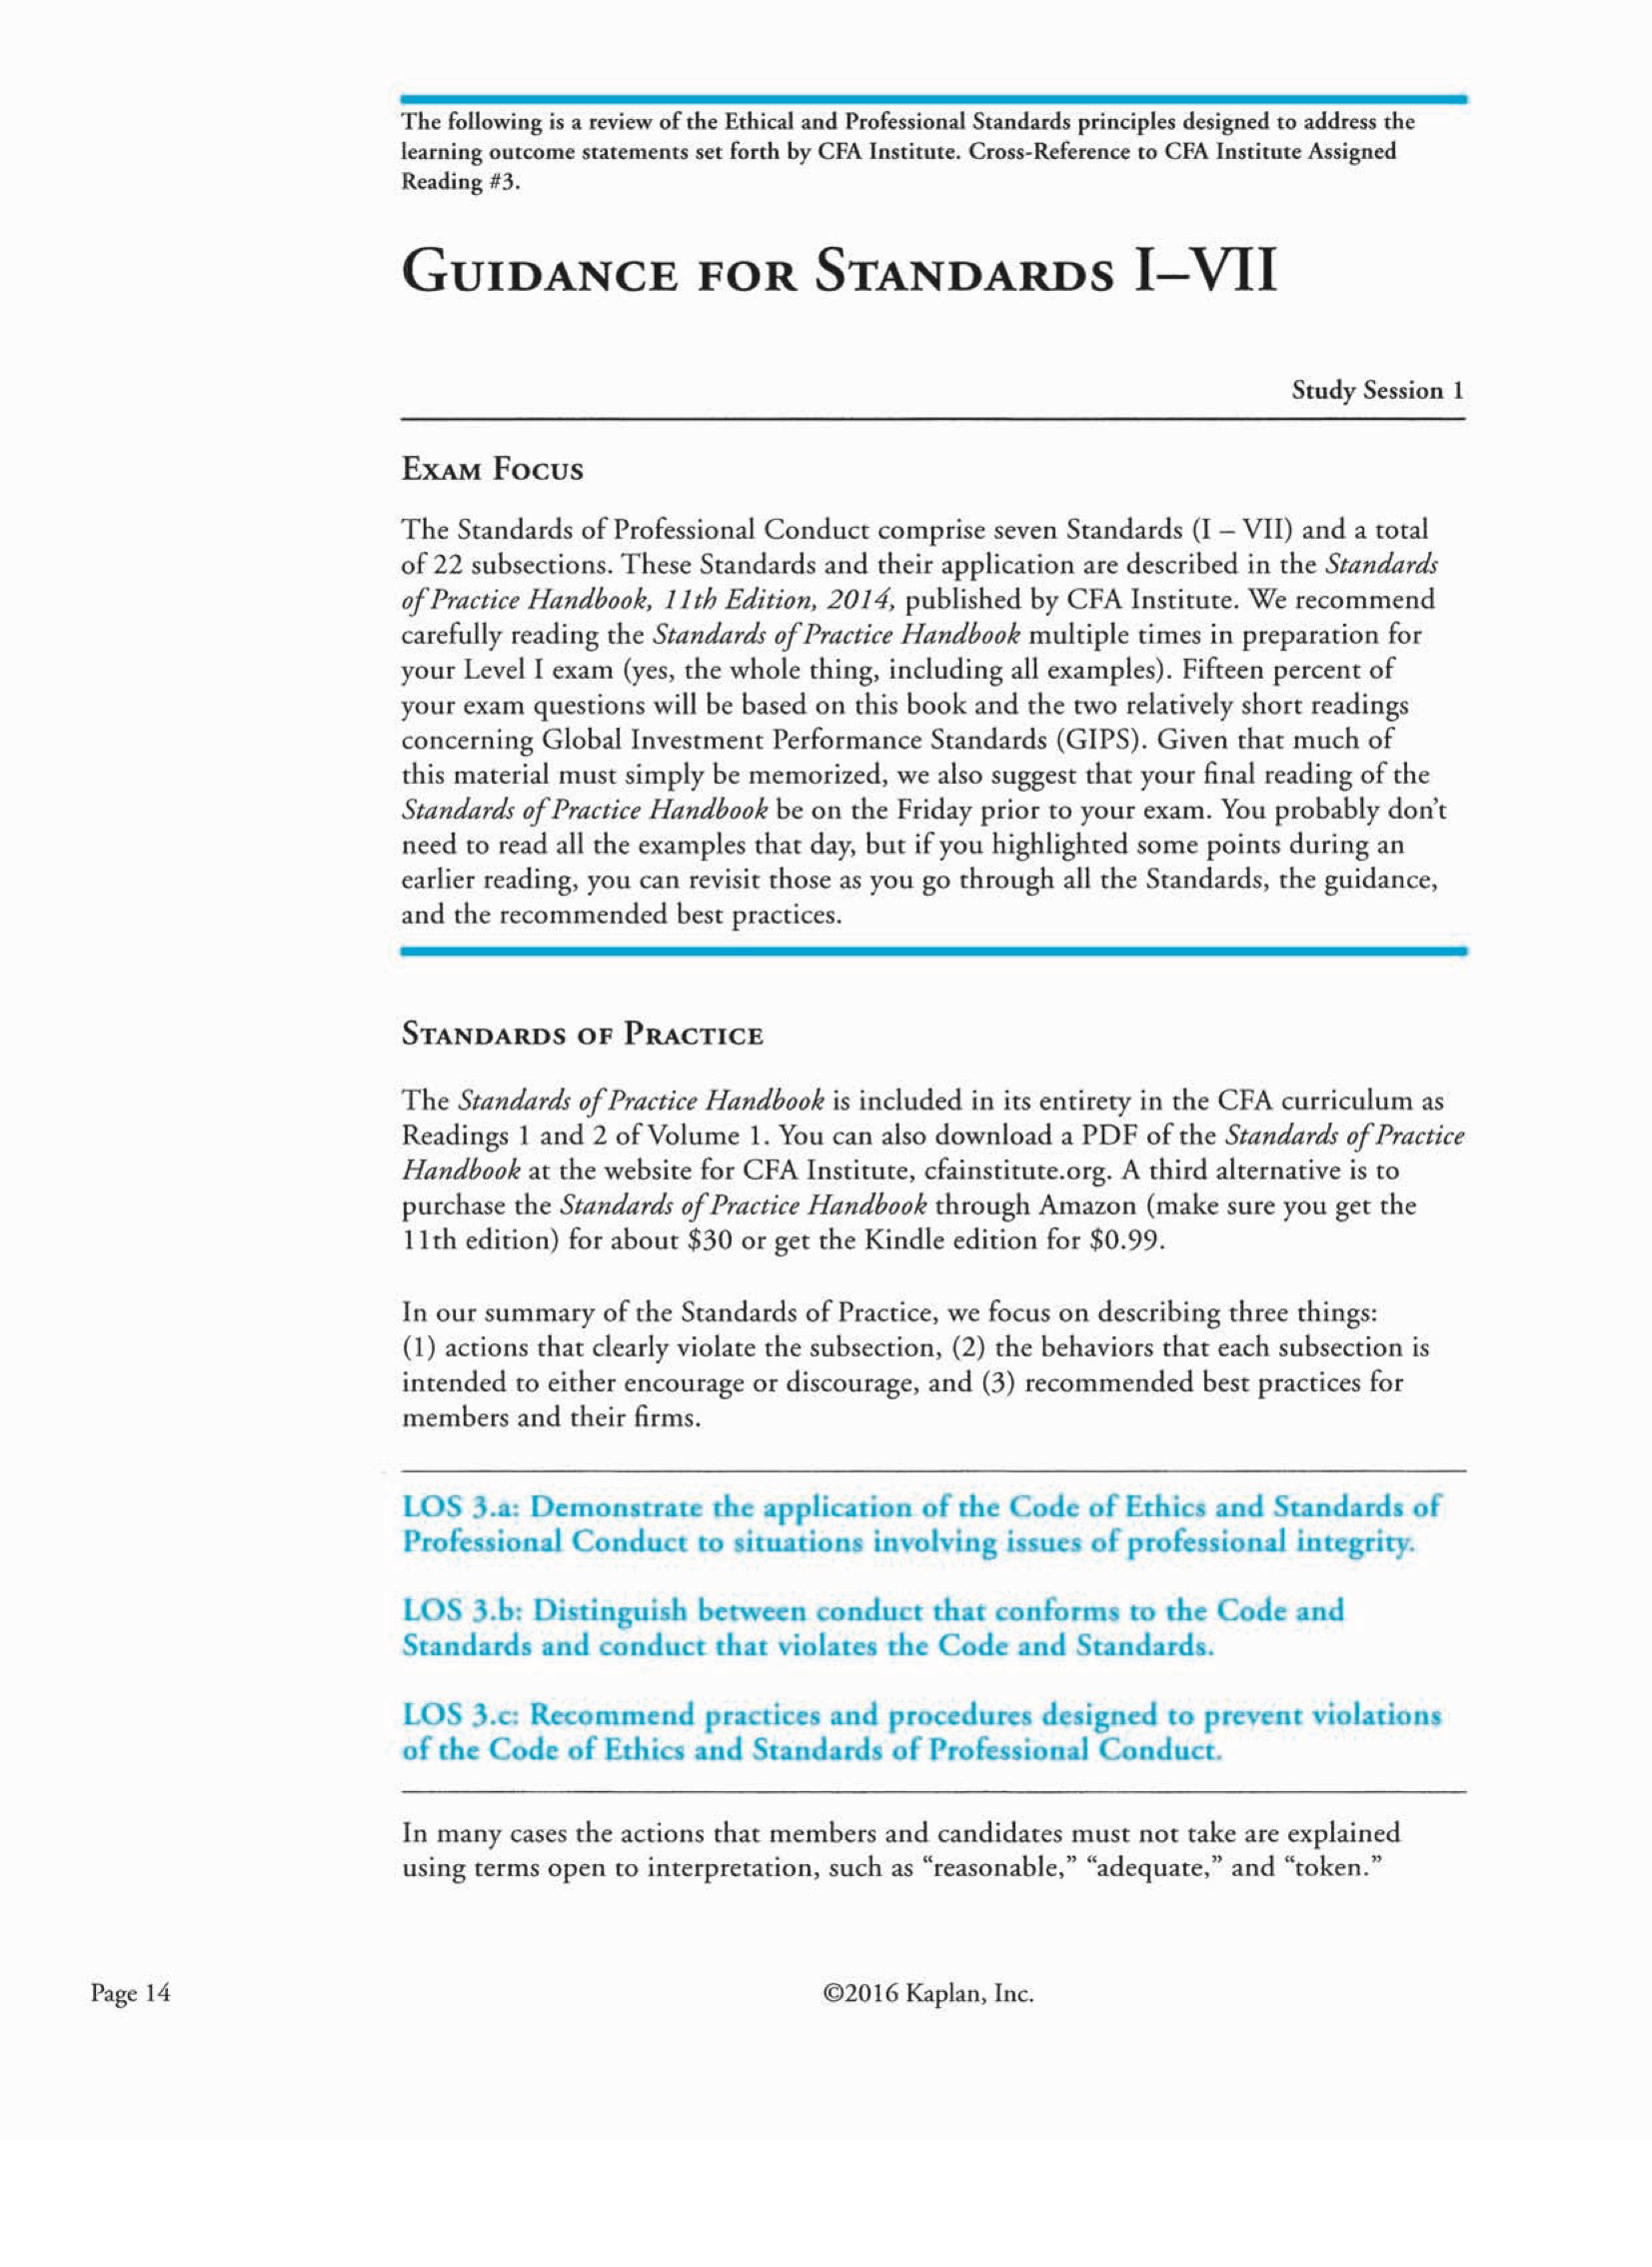 The following is a review of the Ethical and Professional Standards principles designed to address the
learning outcome statements set forth by CFA Institute. Cross-Reference to CFA Institute Assigned
Reading #3.
GUIDANCE FOR STANDARDS I–VII
Study Session 1
EXAM FOCUS
The Standards of Professional Conduct comprise seven Standards (I – VII) and a total
of 22 subsections. These Standards and their application are described in the Standards
of Practice Handbook, 11th Edition, 2014, published by CFA Institute. We recommend
carefully reading the Standards of Practice Handbook multiple times in preparation for
your Level I exam (yes, the whole thing, including all examples). Fifteen percent of
your exam questions will be based on this book and the two relatively short readings
concerning Global Investment Performance Standards (GIPS). Given that much of
this material must simply be memorized, we also suggest that your final reading of the
Standards of Practice Handbook be on the Friday prior to your exam. You probably don't
need to read all the examples that day, but if you highlighted some points during an
earlier reading, you can revisit those as you go through all the Standards, the guidance,
and the recommended best practices.
STANDARDS OF PRACTICE
The Standards of Practice Handbook is included in its entirety in the CFA curriculum as
Readings 1 and 2 of Volume 1. You can also download a PDF of the Standards of Practice
Handbook at the website for CFA Institute, cfainstitute.org. A third alternative is to
purchase the Standards of Practice Handbook through Amazon (make sure you get the
11th edition) for about $30 or get the Kindle edition for $0.99.
In our summary of the Standards of Practice, we focus on describing three things:
(1) actions that clearly violate the subsection, (2) the behaviors that each subsection is
intended to either encourage or discourage, and (3) recommended best practices for
members and their firms.
LOS 3.a: Demonstrate the application of the Code of Ethics and Standards of
Professional Conduct to situations involving issues of professional integrity.
LOS 3.b: Distinguish between conduct that conforms to the Code and
Standards and conduct that violates the Code and Standards.
LOS 3.c: Recommend practices and procedures designed to prevent violations
of the Code of Ethics and Standards of Professional Conduct.
In many cases the actions that members and candidates must not take are explained
using terms open to interpretation, such as “reasonable,” “adequate,” and “token.”
Page 14
©2016 Kaplan, Inc.